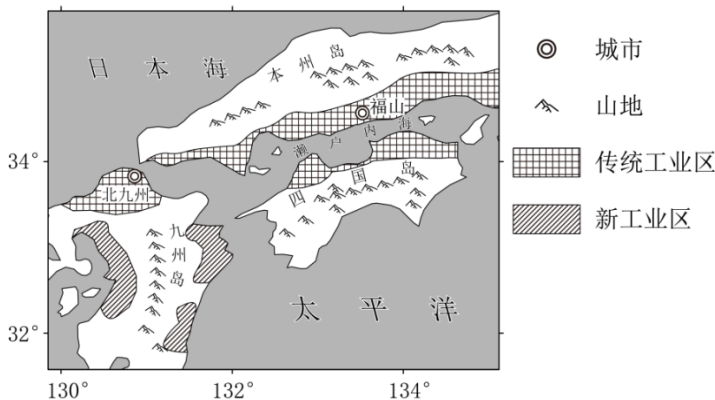 日本海
本州岛
福山
瀬户内海
34°
北九州
四国岛
九州岛
太平洋
32°
130°
132°
134°
城市
山地
传统工业区
新工业区